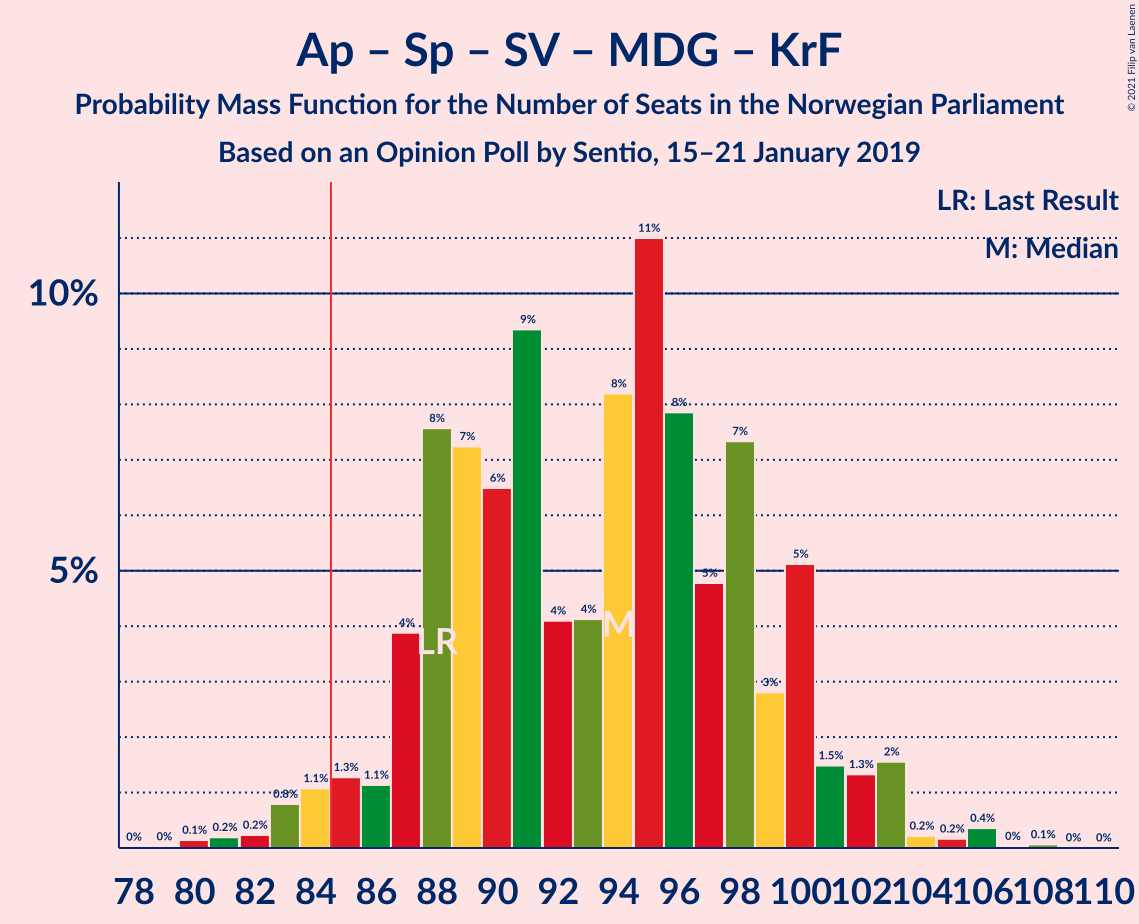 Ap – Sp – SV – MDG – KrF
Probability Mass Function for the Number of Seats in the Norwegian Parliament
Based on an Opinion Poll by Sentio, 15–21 January 2019
© 2021 Filip van Laenen
LR: Last Result
M: Median
10%
5%
0% 0% 0.1% 0.2% 0.2% 0.8% 1.1% 1.3% 1.1% 4% 8% 7% 6% 9% 4% 4% 8% 11% 8% 5% 7% 3% 5% 1.5% 1.3% 2% 0.2% 0.2% 0.4% 0% 0.1% 0% 0%
LR M
78 80 82 84 86 88 90 92 94 96 98 100 102 104 106 108 110